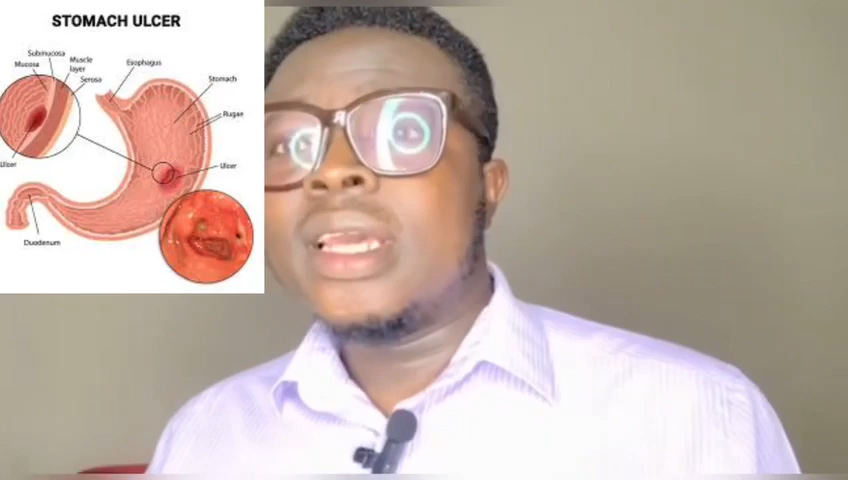 STOMACH ULCER
Submucosa
Mucosa
Muscle
layer
Serosa
Esophagus
Stomach
Rugae
Ulcer
Ulcer
Duodenum